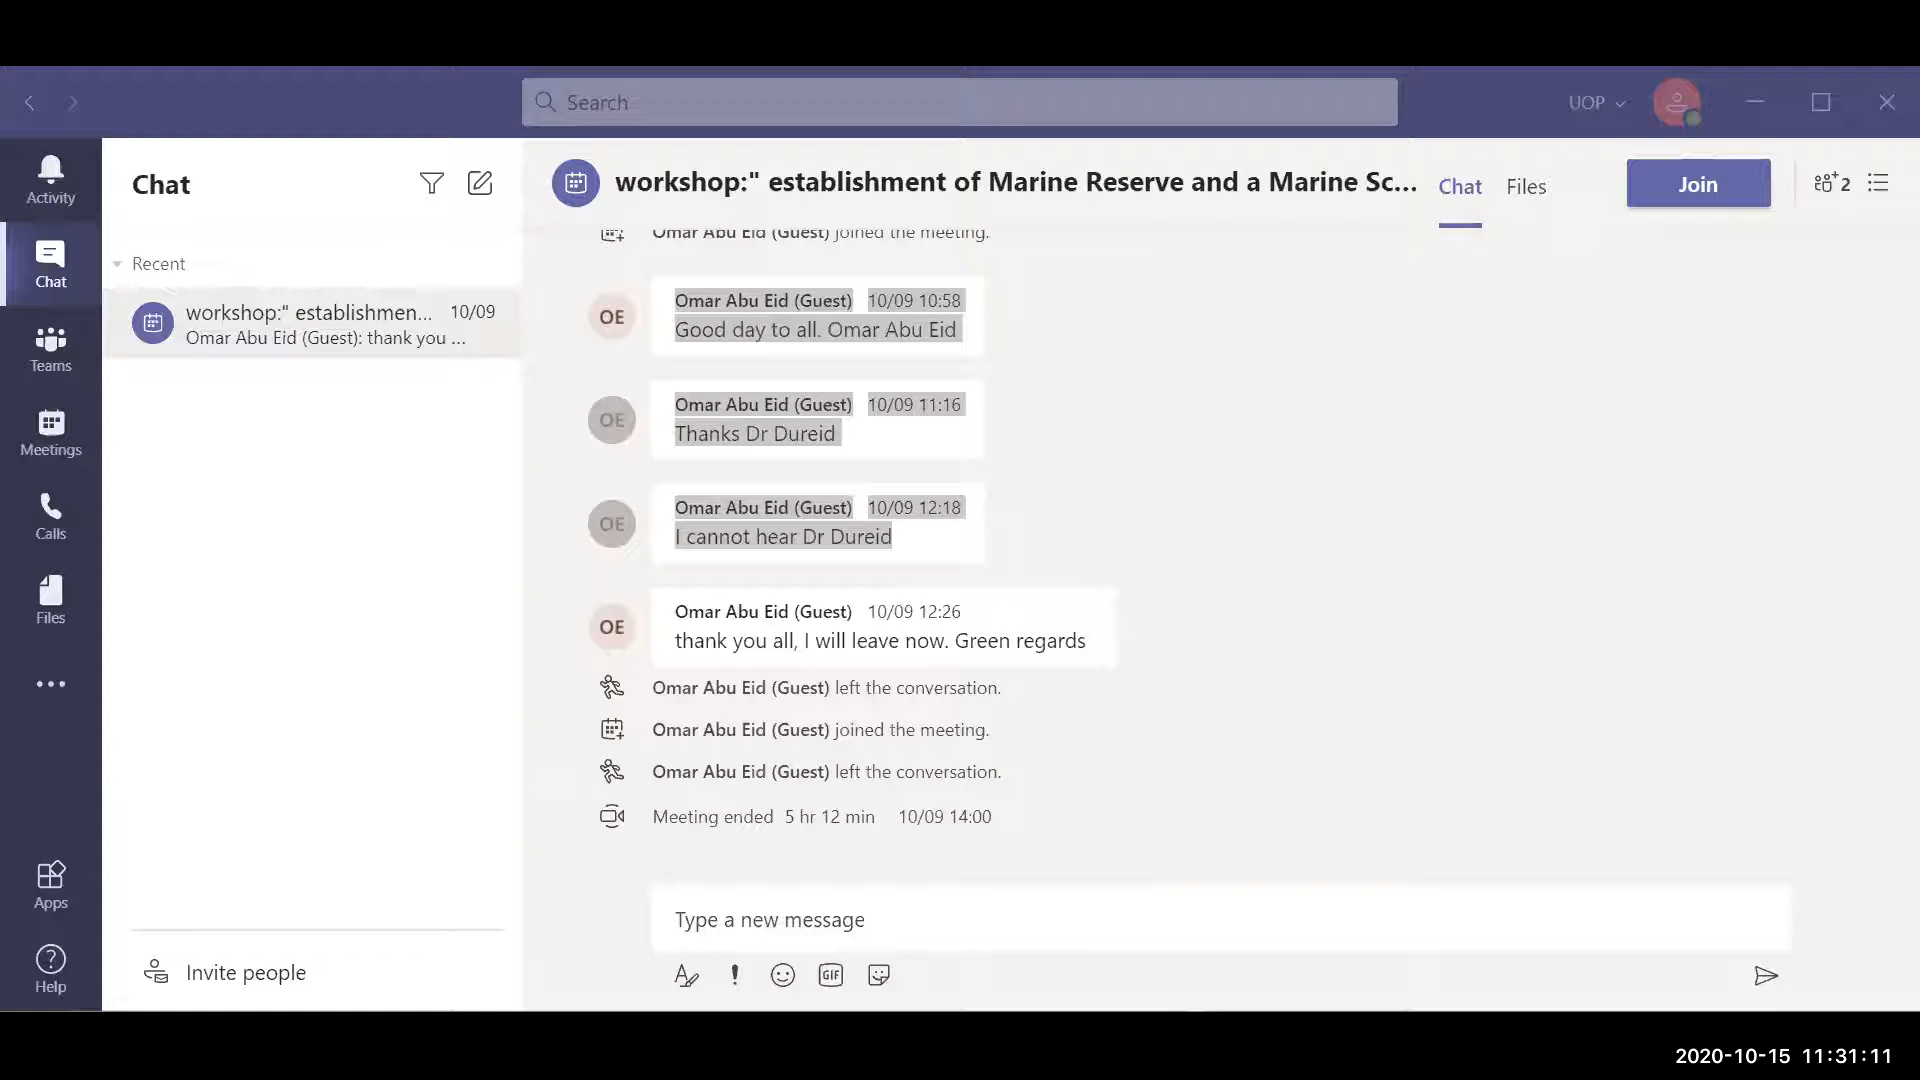 Search
UOP
Activity
Chat
Teams
Meetings
Calls
Files
Apps
Help
Chat
Recent
workshop:" establishmen... 10/09
Omar Abu Eid (Guest): thank you ...
Invite people
workshop:" establishment of Marine Reserve and a Marine Sc... Chat Files Join 2
Omar Abu Eid (Guest) joined the meeting.
OE
Omar Abu Eid (Guest) 10/09 10:58
Good day to all. Omar Abu Eid
OE
Omar Abu Eid (Guest) 10/09 11:16
Thanks Dr Dureid
OE
Omar Abu Eid (Guest) 10/09 12:18
I cannot hear Dr Dureid
OE
Omar Abu Eid (Guest) 10/09 12:26
thank you all, I will leave now. Green regards
Omar Abu Eid (Guest) left the conversation.
Omar Abu Eid (Guest) joined the meeting.
Omar Abu Eid (Guest) left the conversation.
Meeting ended 5 hr 12 min 10/09 14:00
Type a new message
GIF
2020-10-15 11:31:11